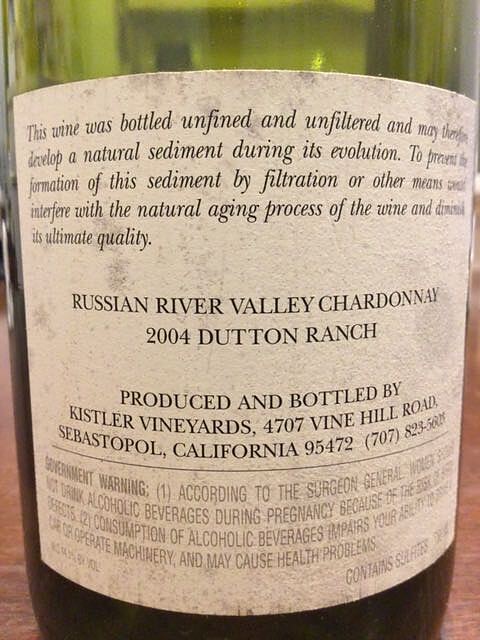 This wine was bottled unfined and unfiltered and may therefore
develop a natural sediment during its evolution. To prevent the
formation of this sediment by filtration or other means would
interfere with the natural aging process of the wine and diminish
its ultimate quality.
RUSSIAN RIVER VALLEY CHARDONNAY
2004 DUTTON RANCH
PRODUCED AND BOTTLED BY
KISTLER VINEYARDS, 4707 VINE HILL ROAD,
SEBASTOPOL, CALIFORNIA 95472 (707) 823-5603
GOVERNMENT WARNING: (1) ACCORDING TO THE SURGEON GENERAL, WOMEN SHOULD
NOT DRINK ALCOHOLIC BEVERAGES DURING PREGNANCY BECAUSE OF THE RISK OF BIRTH
DEFECTS. (2) CONSUMPTION OF ALCOHOLIC BEVERAGES IMPAIRS YOUR ABILITY TO DRIVE A
CAR OR OPERATE MACHINERY, AND MAY CAUSE HEALTH PROBLEMS.
BY VOL. CONTAINS SULFITES